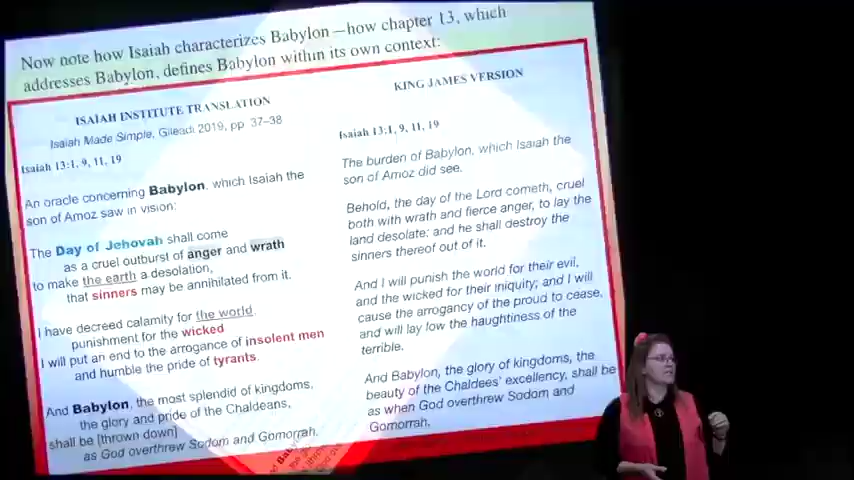 Now note how Isaiah characterizes Babylon—how chapter 13, which
addresses Babylon, defines Babylon within its own context:
ISAIAH INSTITUTE TRANSLATION
Isaiah Made Simple, Gileadi 2019, pp 37–38
Isaiah 13:1, 9, 11, 19
An oracle concerning Babylon, which Isaiah the
son of Amoz saw in vision:
The Day of Jehovah shall come
as a cruel outburst of anger and wrath
to make the earth a desolation,
that sinners may be annihilated from it.
I have decreed calamity for the world,
punishment for the wicked
I will put an end to the arrogance of insolent men
and humble the pride of tyrants.
And Babylon, the most splendid of kingdoms,
the glory and pride of the Chaldeans,
shall be [thrown down]
as God overthrew Sodom and Gomorrah.
KING JAMES VERSION
Isaiah 13:1, 9, 11, 19
The burden of Babylon, which Isaiah the
son of Amoz did see.
Behold, the day of the Lord cometh, cruel
both with wrath and fierce anger, to lay the
land desolate: and he shall destroy the
sinners thereof out of it.
And I will punish the world for their evil,
and the wicked for their iniquity; and I will
cause the arrogancy of the proud to cease,
and will lay low the haughtiness of the
terrible.
And Babylon, the glory of kingdoms, the
beauty of the Chaldees' excellency, shall be
as when God overthrew Sodom and
Gomorrah.